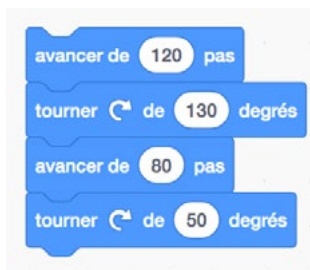 avancer de 120 pas
tourner de 130 degrés
avancer de 80 pas
tourner de 50 degrés